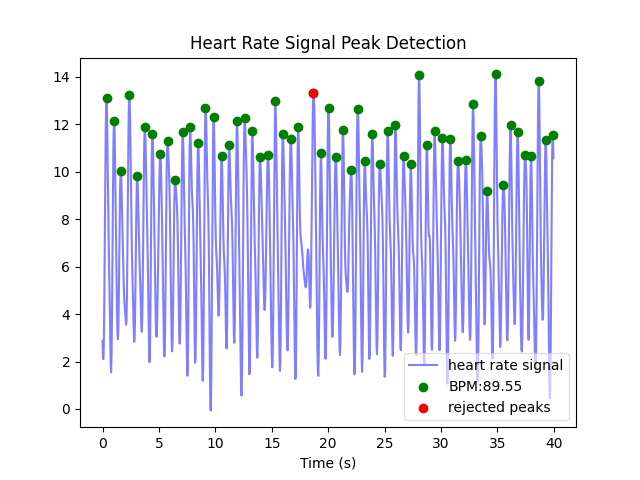 Heart Rate Signal Peak Detection
14
12
10
8
6
4
2
0
0 5 10 15 20 25 30 35 40
Time (s)
heart rate signal
BPM:89.55
rejected peaks